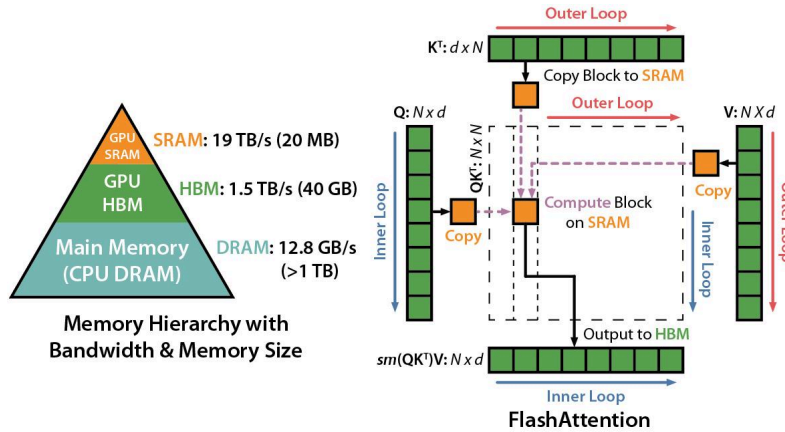 GPU
SRAM
SRAM: 19 TB/s (20 MB)
GPU
HBM
HBM: 1.5 TB/s (40 GB)
Main Memory
(CPU DRAM)
DRAM: 12.8 GB/s
(>1 TB)
Memory Hierarchy with
Bandwidth & Memory Size
Outer Loop
Kᵀ: d x N
Copy Block to SRAM
Outer Loop
Q: N x d
V: N X d
QKᵀ: N x N
Copy
Inner Loop
Copy
Compute Block
on SRAM
Inner Loop
Outer Loop
Output to HBM
sm(QKᵀ)V: N x d
Inner Loop
FlashAttention